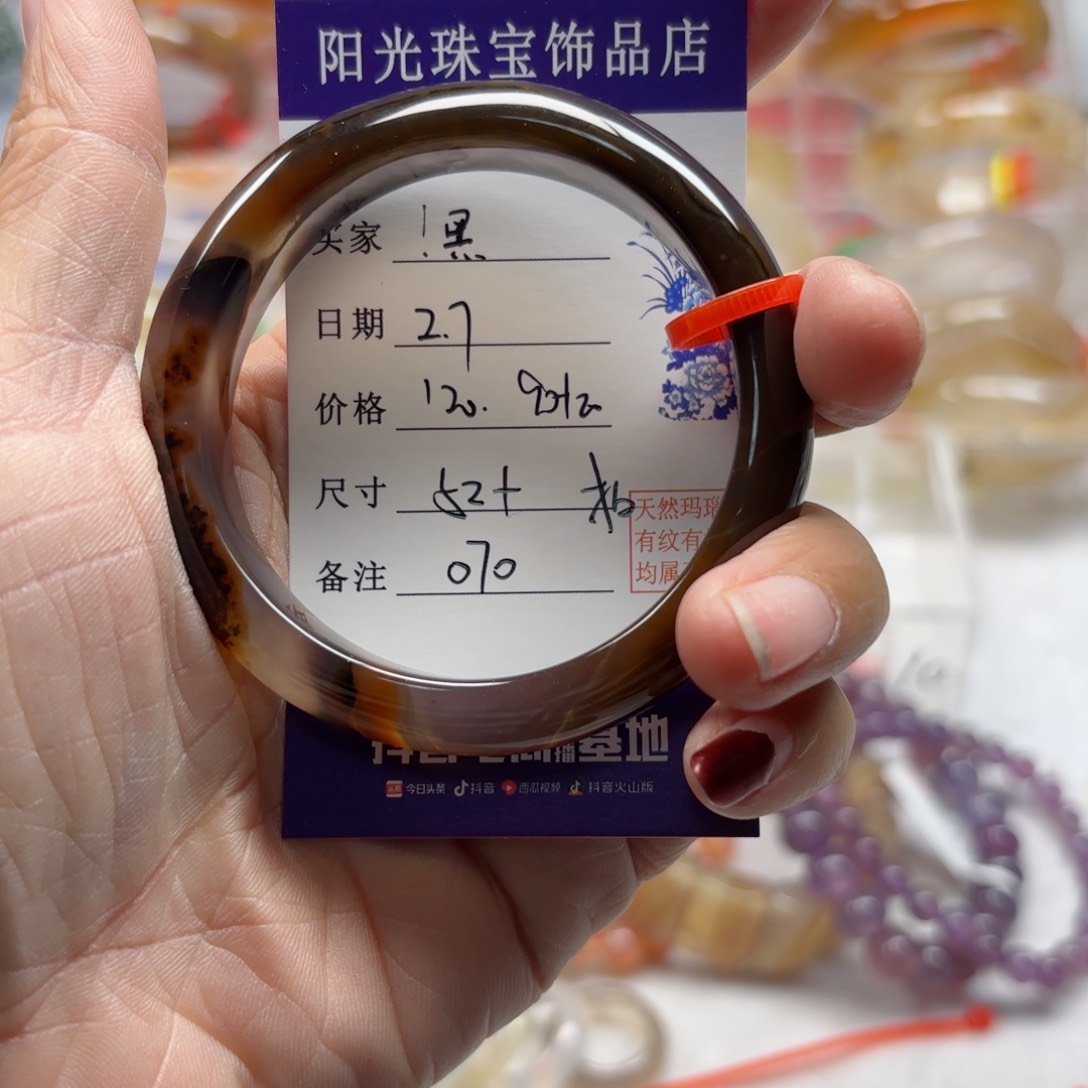 阳光珠宝饰品店
买家 黑
日期 2.7
价格 120.
尺寸 52+
备注 070
天然玛瑙
有纹有
均属
基地
今日头条 抖音 西瓜视频 抖音火山版